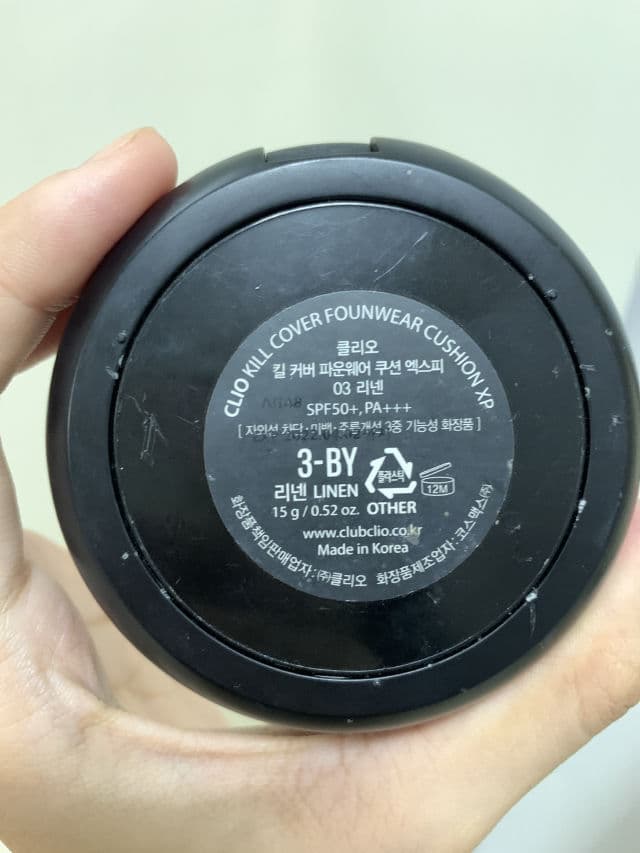 CLIO KILL COVER FOUNWEAR CUSHION XP
클리오
킬 커버 파운웨어 쿠션 엑스피
03 리넨
SPF50+, PA+++
[ 자외선 차단 · 미백 · 주름개선 3중 기능성 화장품 ]
3-BY
플라스틱
12M
리넨 LINEN
OTHER
15 g / 0.52 oz.
www.clubclio.co.kr
Made in Korea
화장품책임판매업자 : ㈜클리오 화장품제조업자 : 코스맥스㈜